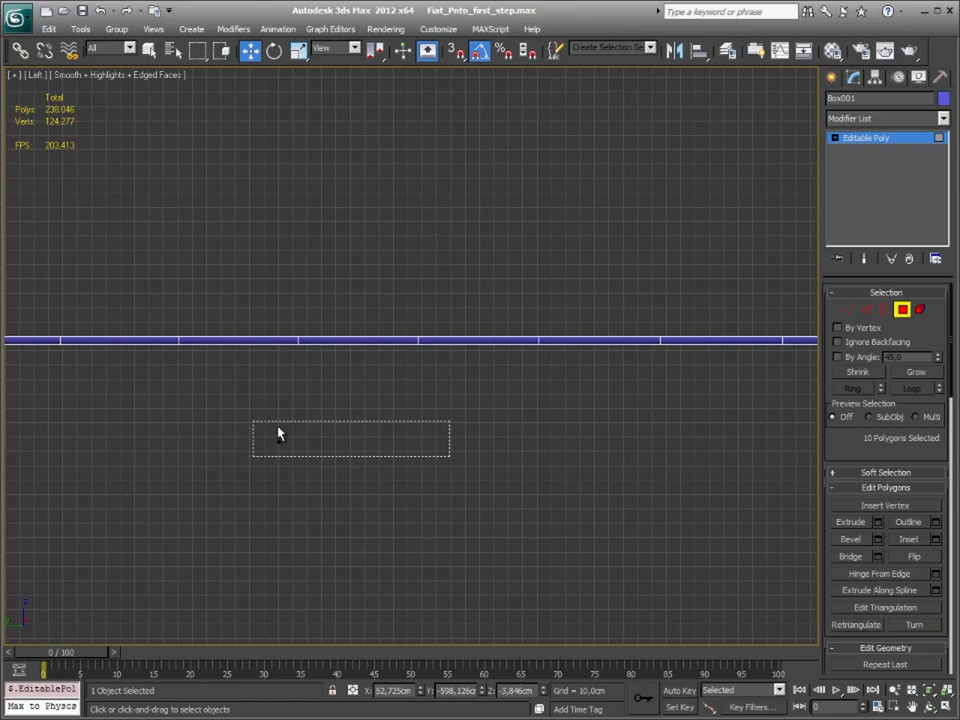 Autodesk 3ds Max 2012 x64 Fiat_Pnto_first_step.max
Type a keyword or phrase
Edit Tools Group Views Create Modifiers Animation Graph Editors Rendering Customize MAXScript Help
All View Create Selection Se
[ + ] [ Left ] [ Smooth + Highlights + Edged Faces ]
Total
Polys: 238.046
Verts: 124.277
FPS: 203,413
Box001
Modifier List
Editable Poly
Selection
By Vertex
Ignore Backfacing
By Angle: 45,0
Shrink Grow
Ring Loop
Preview Selection
Off SubObj Multi
10 Polygons Selected
Soft Selection
Edit Polygons
Insert Vertex
Extrude Outline
Bevel Inset
Bridge Flip
Hinge From Edge
Extrude Along Spline
Edit Triangulation
Retriangulate Turn
Edit Geometry
Repeat Last
z
y
0 / 100
0 5 10 15 20 25 30 35 40 45 50 55 60 65 70 75 80 85 90 95 100
$.EditablePol
1 Object Selected X: 52,725cm Y: -598,126c Z: -3,846cm Grid = 10,0cm Auto Key Selected
Max to Physcs
Click or click-and-drag to select objects Add Time Tag Set Key Key Filters... 0